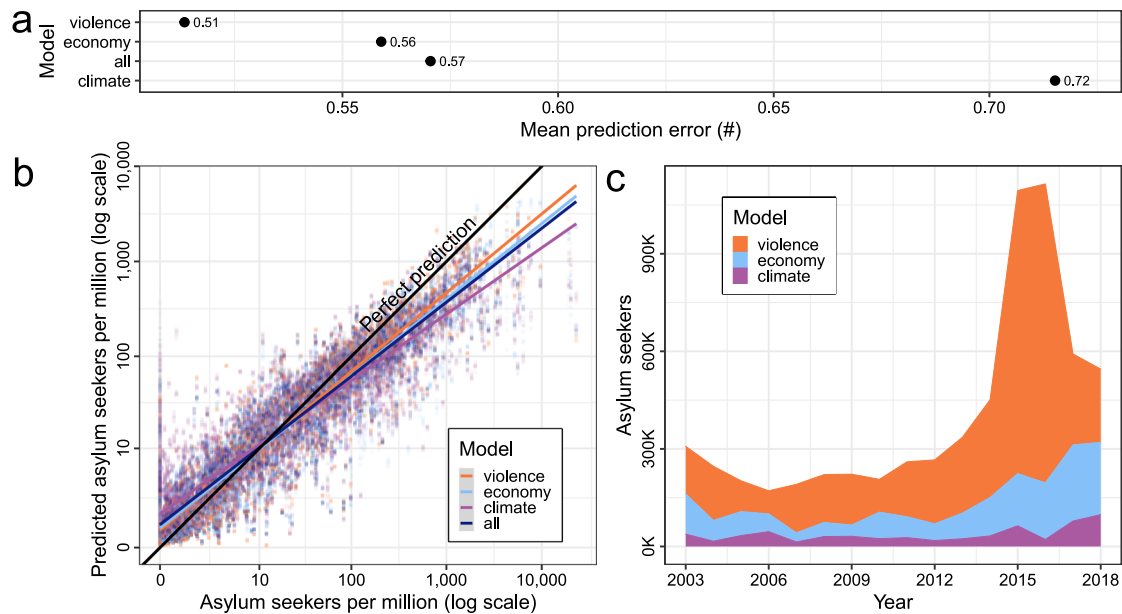 a
Model
violence
economy
all
climate
0.51
0.56
0.57
0.72
0.55
0.60
0.65
0.70
Mean prediction error (#)
b
Predicted asylum seekers per million (log scale)
10,000
1,000
100
10
0
Perfect prediction
Model
violence
economy
climate
all
0
10
100
1,000
10,000
Asylum seekers per million (log scale)
c
Asylum seekers
900K
600K
300K
0K
Model
violence
economy
climate
2003
2006
2009
2012
2015
2018
Year